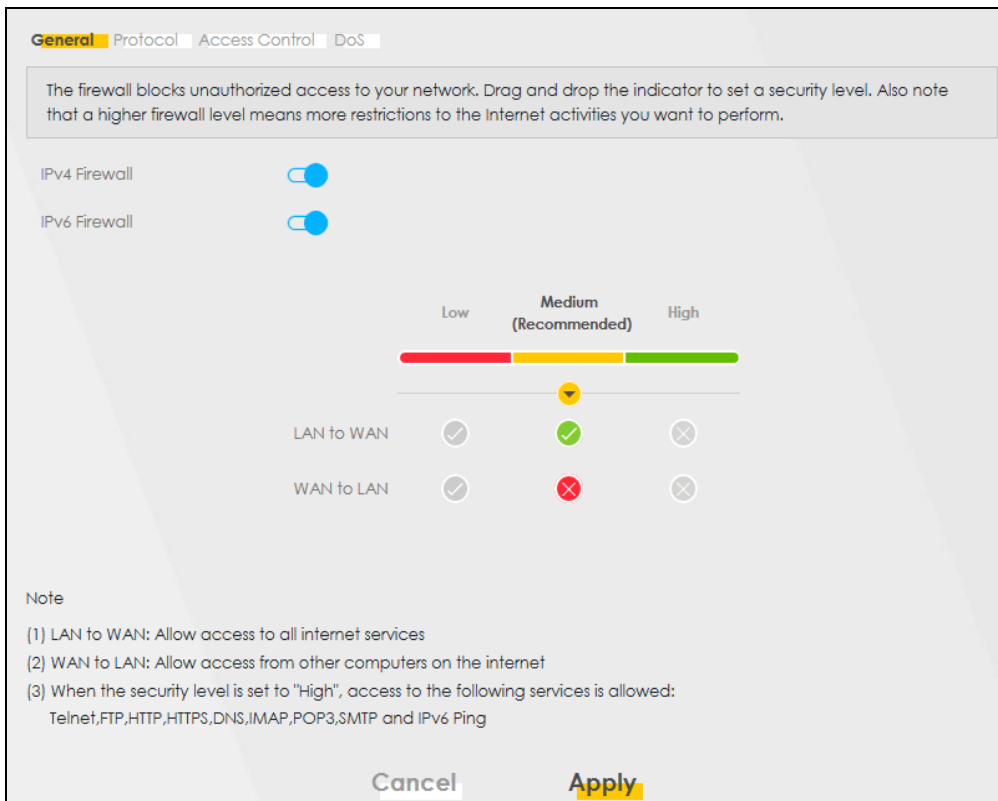 General Protocol Access Control DoS
The firewall blocks unauthorized access to your network. Drag and drop the indicator to set a security level. Also note
that a higher firewall level means more restrictions to the Internet activities you want to perform.
IPv4 Firewall
IPv6 Firewall
Low Medium High
(Recommended)
LAN to WAN
WAN to LAN
Note
(1) LAN to WAN: Allow access to all internet services
(2) WAN to LAN: Allow access from other computers on the internet
(3) When the security level is set to "High", access to the following services is allowed:
Telnet,FTP,HTTP,HTTPS,DNS,IMAP,POP3,SMTP and IPv6 Ping
Cancel Apply